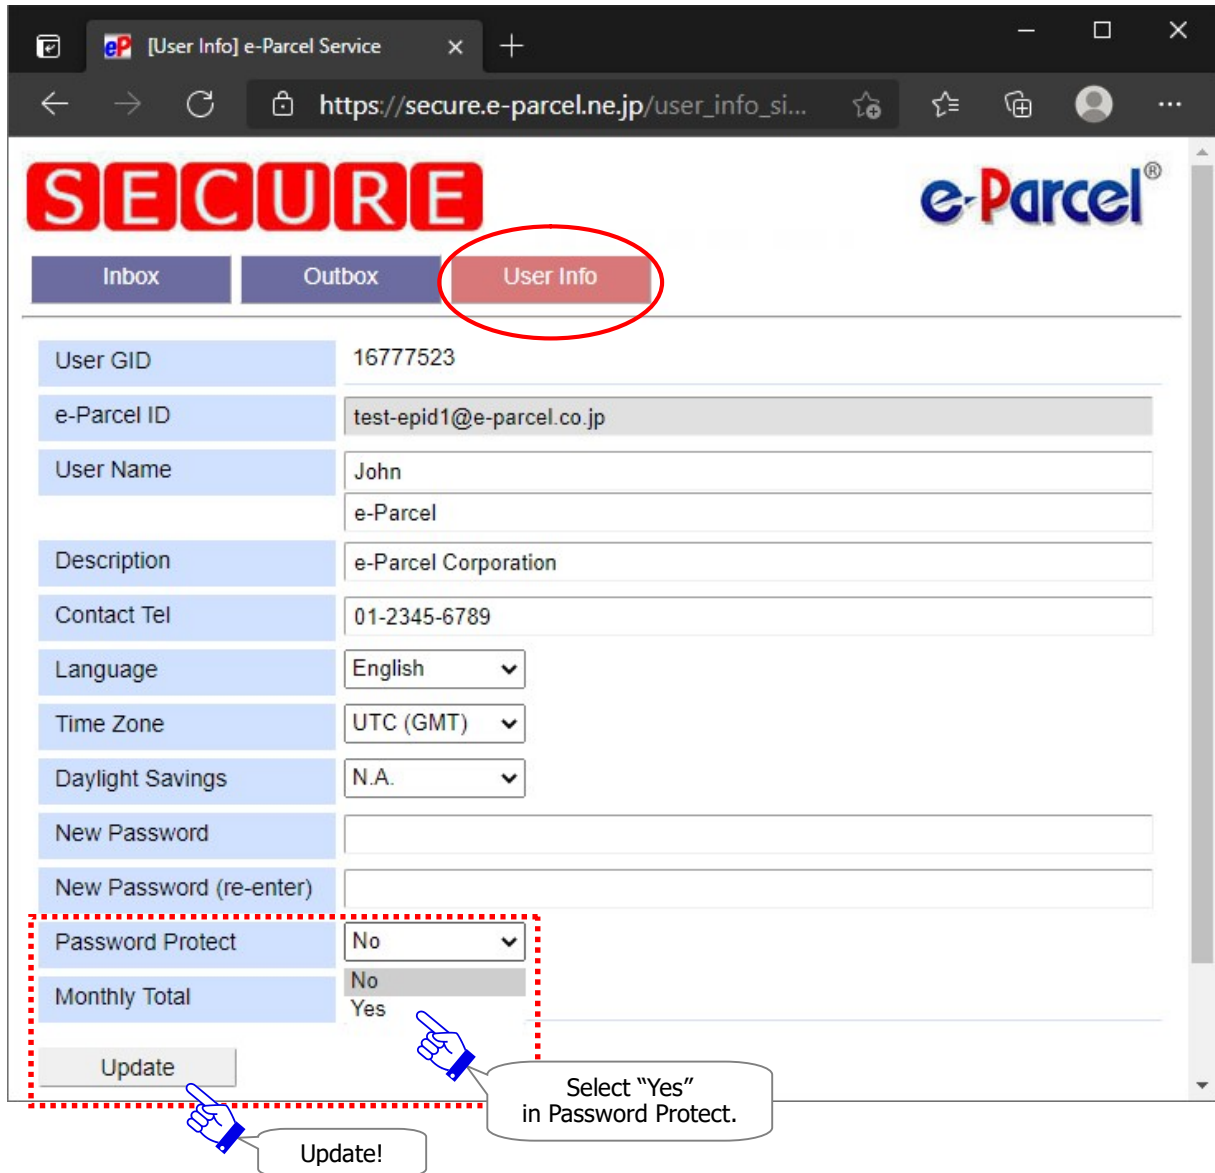 [User Info] e-Parcel Service
https://secure.e-parcel.ne.jp/user_info_si...
SECURE
e-Parcel®
Inbox Outbox User Info
User GID 16777523
e-Parcel ID test-epid1@e-parcel.co.jp
User Name John
e-Parcel
Description e-Parcel Corporation
Contact Tel 01-2345-6789
Language English
Time Zone UTC (GMT)
Daylight Savings N.A.
New Password
New Password (re-enter)
Password Protect No
No
Monthly Total
Yes
Update
Select “Yes”
in Password Protect.
Update!